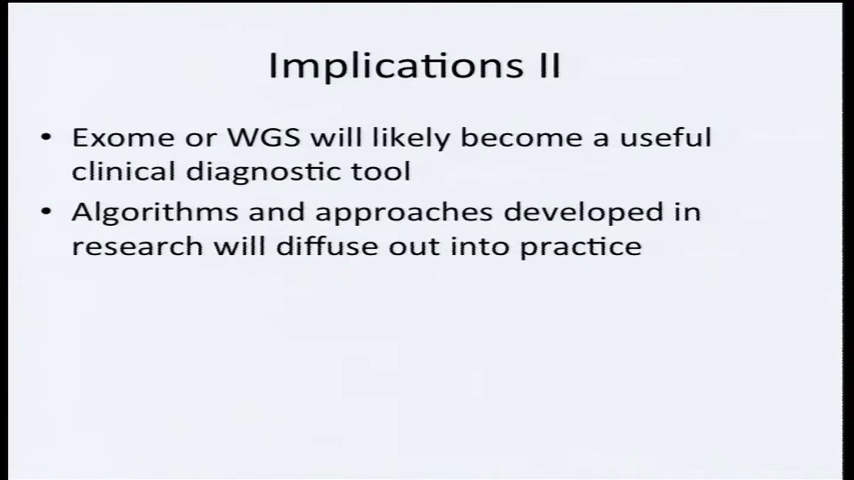 Implications II
• Exome or WGS will likely become a useful
clinical diagnostic tool
• Algorithms and approaches developed in
research will diffuse out into practice